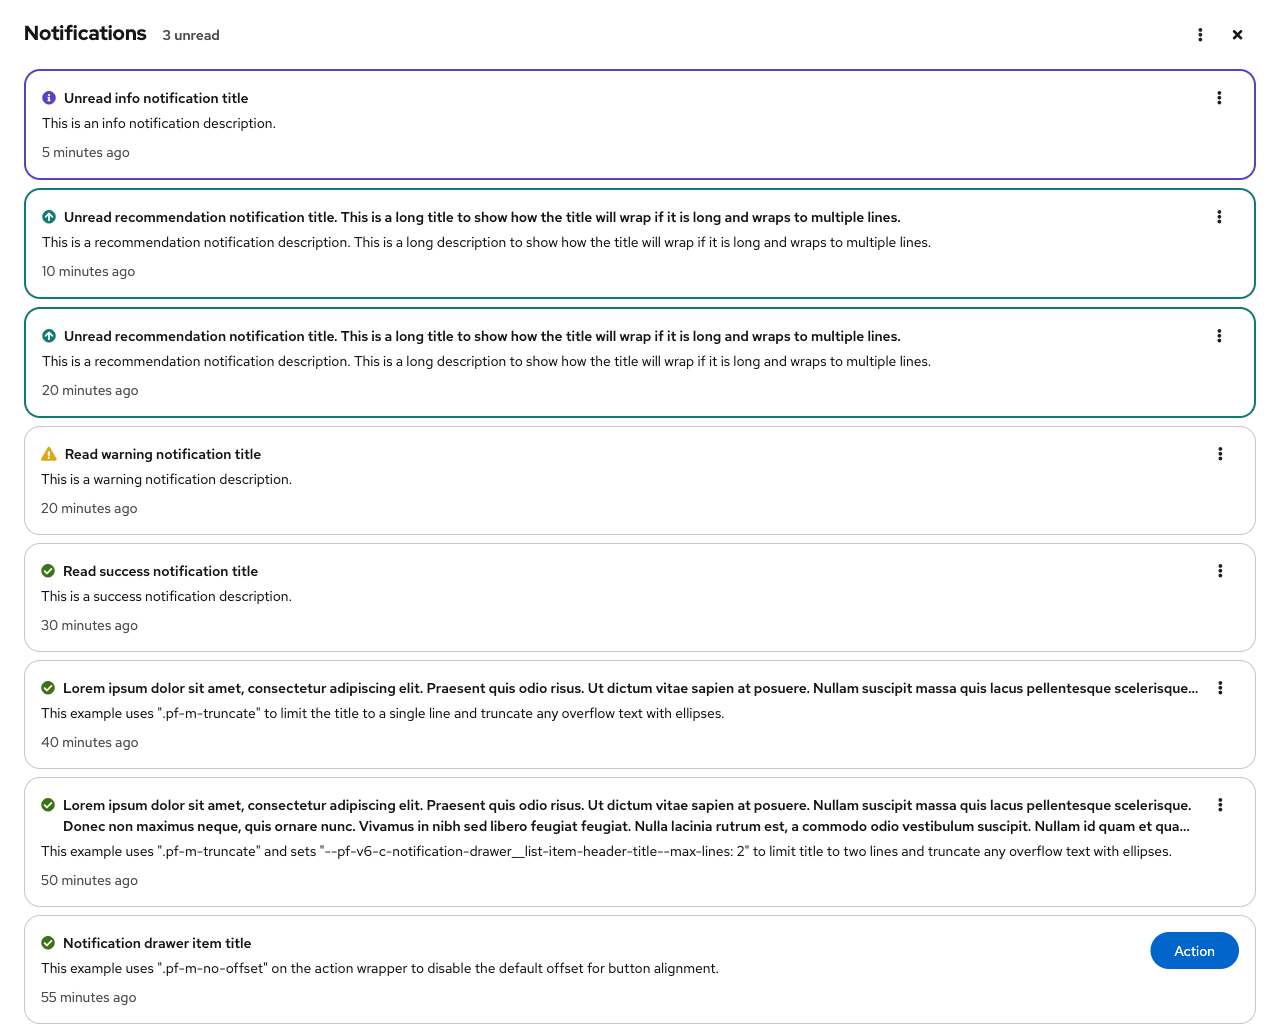 Notifications 3 unread
Unread info notification title
This is an info notification description.
5 minutes ago
Unread recommendation notification title. This is a long title to show how the title will wrap if it is long and wraps to multiple lines.
This is a recommendation notification description. This is a long description to show how the title will wrap if it is long and wraps to multiple lines.
10 minutes ago
Unread recommendation notification title. This is a long title to show how the title will wrap if it is long and wraps to multiple lines.
This is a recommendation notification description. This is a long description to show how the title will wrap if it is long and wraps to multiple lines.
20 minutes ago
Read warning notification title
This is a warning notification description.
20 minutes ago
Read success notification title
This is a success notification description.
30 minutes ago
Lorem ipsum dolor sit amet, consectetur adipiscing elit. Praesent quis odio risus. Ut dictum vitae sapien at posuere. Nullam suscipit massa quis lacus pellentesque scelerisque...
This example uses ".pf-m-truncate" to limit the title to a single line and truncate any overflow text with ellipses.
40 minutes ago
Lorem ipsum dolor sit amet, consectetur adipiscing elit. Praesent quis odio risus. Ut dictum vitae sapien at posuere. Nullam suscipit massa quis lacus pellentesque scelerisque.
Donec non maximus neque, quis ornare nunc. Vivamus in nibh sed libero feugiat feugiat. Nulla lacinia rutrum est, a commodo odio vestibulum suscipit. Nullam id quam et qua...
This example uses ".pf-m-truncate" and sets "--pf-v6-c-notification-drawer__list-item-header-title--max-lines: 2" to limit title to two lines and truncate any overflow text with ellipses.
50 minutes ago
Notification drawer item title
Action
This example uses ".pf-m-no-offset" on the action wrapper to disable the default offset for button alignment.
55 minutes ago